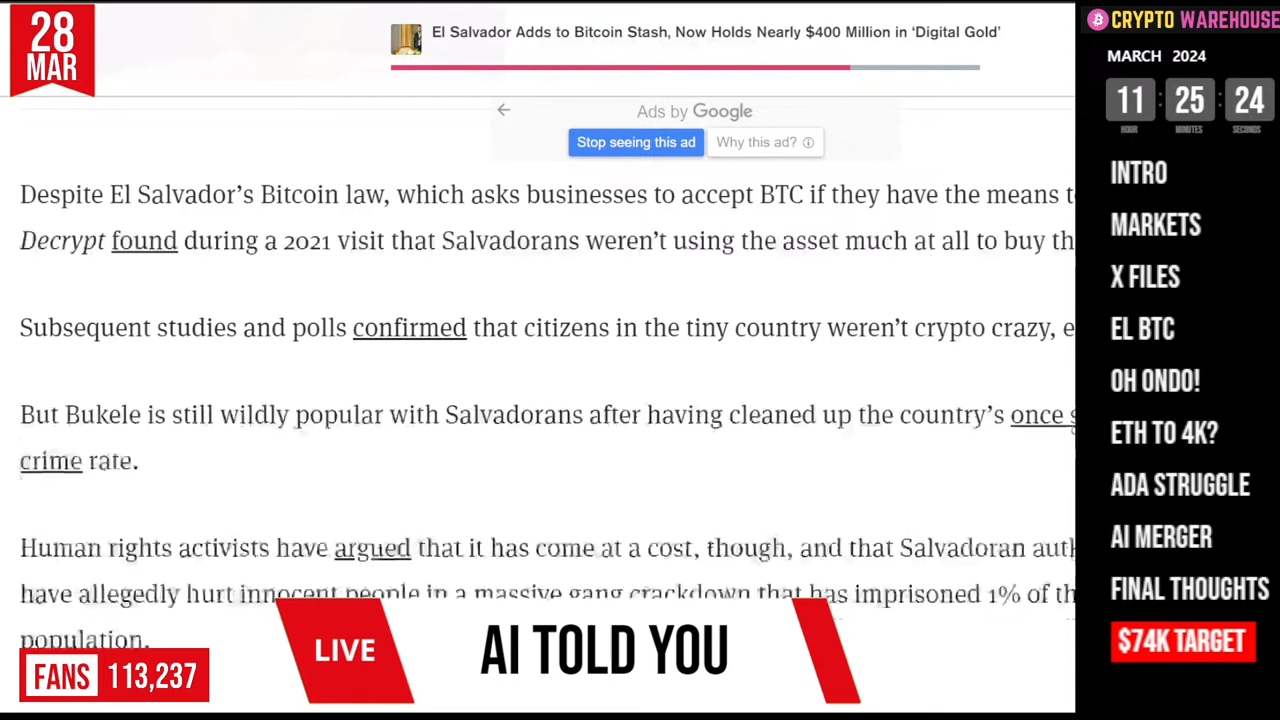 28
MAR
El Salvador Adds to Bitcoin Stash, Now Holds Nearly $400 Million in ‘Digital Gold’
Ads by Google
Stop seeing this ad
Why this ad?
Despite El Salvador’s Bitcoin law, which asks businesses to accept BTC if they have the means
Decrypt found during a 2021 visit that Salvadorans weren’t using the asset much at all to buy
Subsequent studies and polls confirmed that citizens in the tiny country weren’t crypto crazy,
But Bukele is still wildly popular with Salvadorans after having cleaned up the country’s once
crime rate.
Human rights activists have argued that it has come at a cost, though, and that Salvadoran
have allegedly hurt innocent people in a massive gang crackdown that has imprisoned 1% of
population.
FANS 113,237
LIVE
AI TOLD YOU
CRYPTO WAREHOUSE
MARCH 2024
11 : 25 : 24
HOUR MINUTES SECONDS
INTRO
MARKETS
X FILES
EL BTC
OH ONDO!
ETH TO 4K?
ADA STRUGGLE
AI MERGER
FINAL THOUGHTS
$74K TARGET